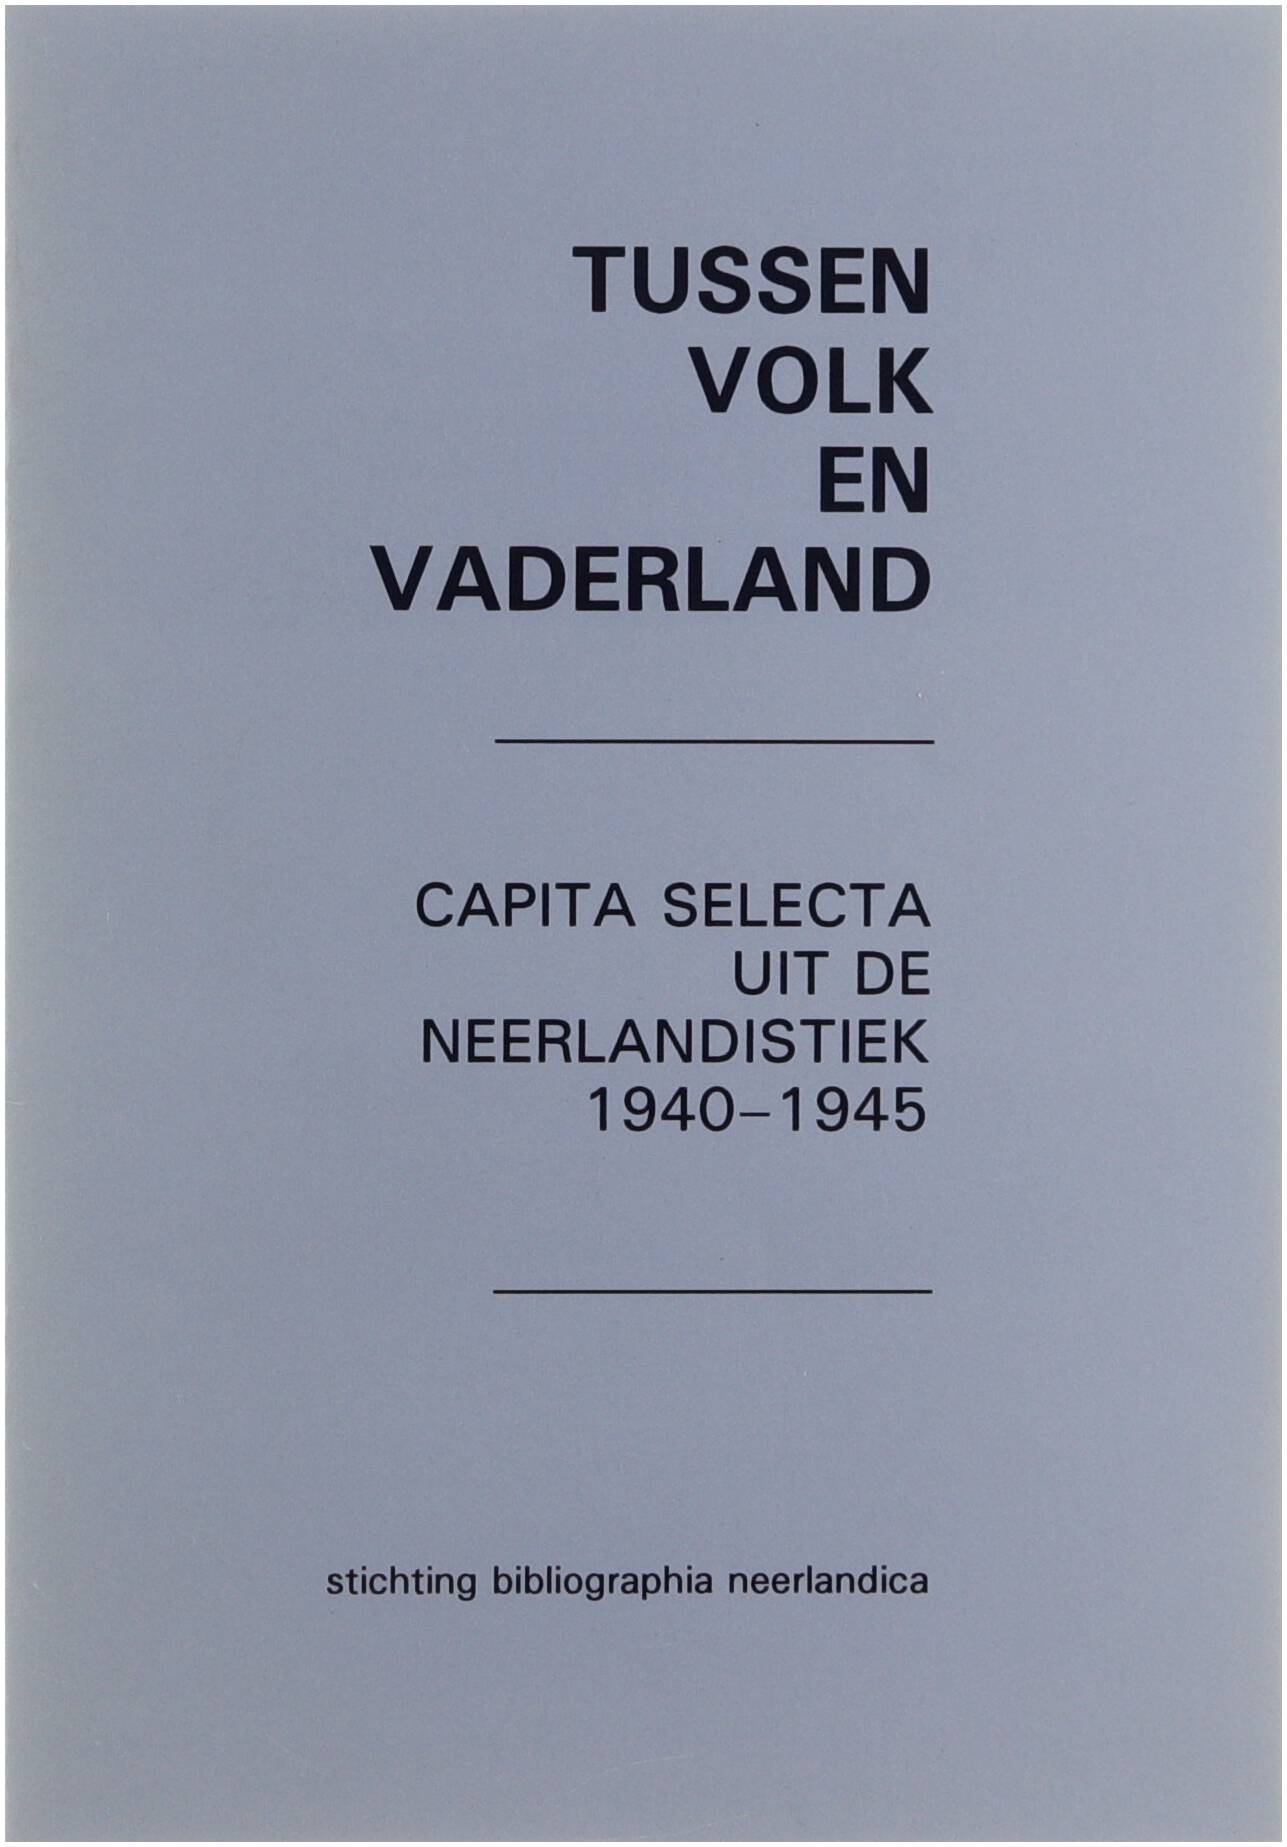 TUSSEN
VOLK
EN
VADERLAND
CAPITA SELECTA
UIT DE
NEERLANDISTIEK
1940–1945
stichting bibliographia neerlandica